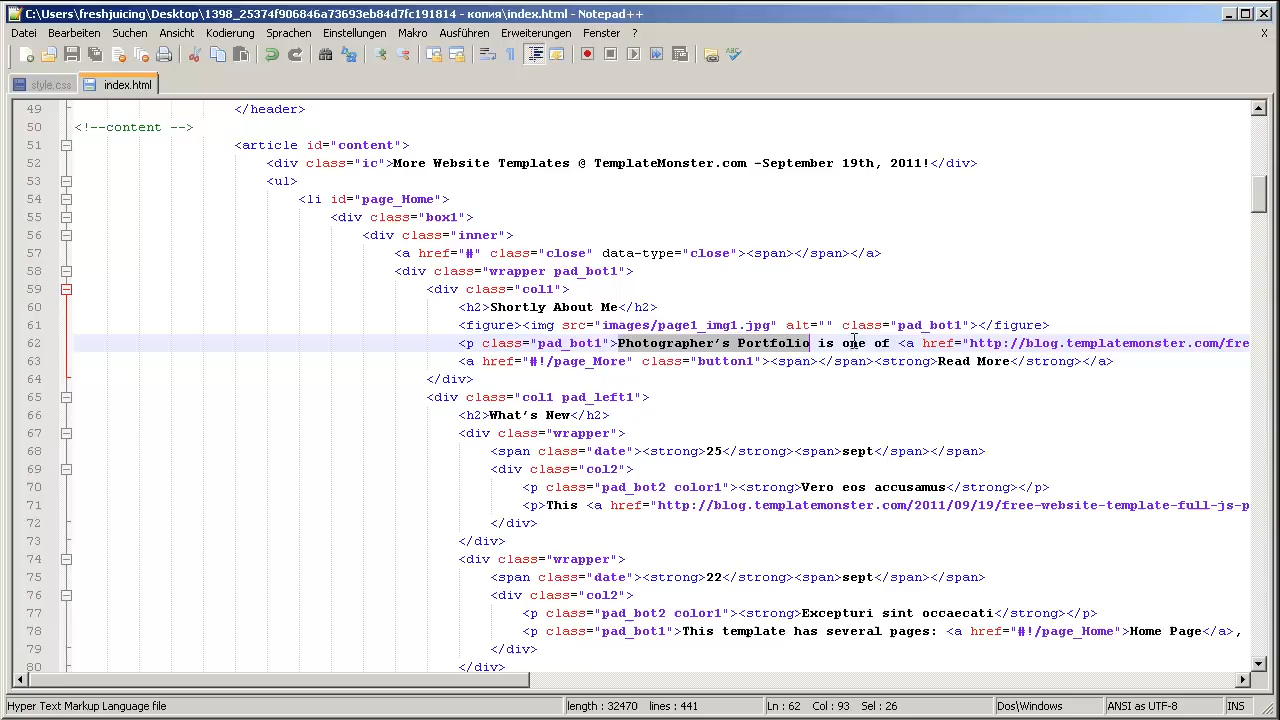 C:\Users\freshjuicing\Desktop\1398_25374f906846a73693eb84d7fc191814 - копия\index.html - Notepad++
Datei Bearbeiten Suchen Ansicht Kodierung Sprachen Einstellungen Makro Ausführen Erweiterungen Fenster ? X
style.css index.html
49 </header>
50 <!--content -->
51 <article id="content">
52 <div class="ic">More Website Templates @ TemplateMonster.com -September 19th, 2011!</div>
53 <ul>
54 <li id="page_Home">
55 <div class="box1">
56 <div class="inner">
57 <a href="#" class="close" data-type="close"><span></span></a>
58 <div class="wrapper pad_bot1">
59 <div class="col1">
60 <h2>Shortly About Me</h2>
61 <figure><img src="images/page1_img1.jpg" alt="" class="pad_bot1"></figure>
62 <p class="pad_bot1">Photographer’s Portfolio is one of <a href="http://blog.templatemonster.com/fre
63 <a href="#!/page_More" class="button1"><span></span><strong>Read More</strong></a>
64 </div>
65 <div class="col1 pad_left1">
66 <h2>What’s New</h2>
67 <div class="wrapper">
68 <span class="date"><strong>25</strong><span>sept</span></span>
69 <div class="col2">
70 <p class="pad_bot2 color1"><strong>Vero eos accusamus</strong></p>
71 <p>This <a href="http://blog.templatemonster.com/2011/09/19/free-website-template-full-js-p
72 </div>
73 </div>
74 <div class="wrapper">
75 <span class="date"><strong>22</strong><span>sept</span></span>
76 <div class="col2">
77 <p class="pad_bot2 color1"><strong>Excepturi sint occaecati</strong></p>
78 <p class="pad_bot1">This template has several pages: <a href="#!/page_Home">Home Page</a>,
79 </div>
80 </div>
Hyper Text Markup Language file length : 32470 lines : 441 Ln : 62 Col : 93 Sel : 26 Dos\Windows ANSI as UTF-8 INS